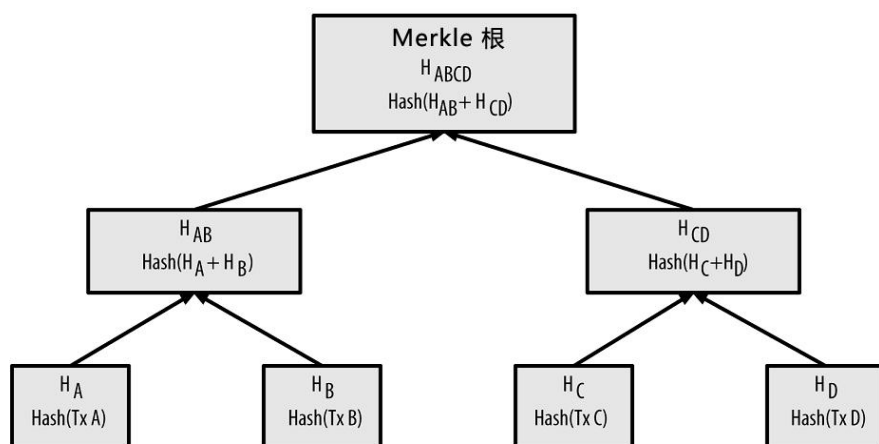 Merkle 根
H ABCD
Hash(H AB + H CD)
H AB
Hash(H A + H B)
H CD
Hash(H C+H D)
H A
Hash(Tx A)
H B
Hash(Tx B)
H C
Hash(Tx C)
H D
Hash(Tx D)